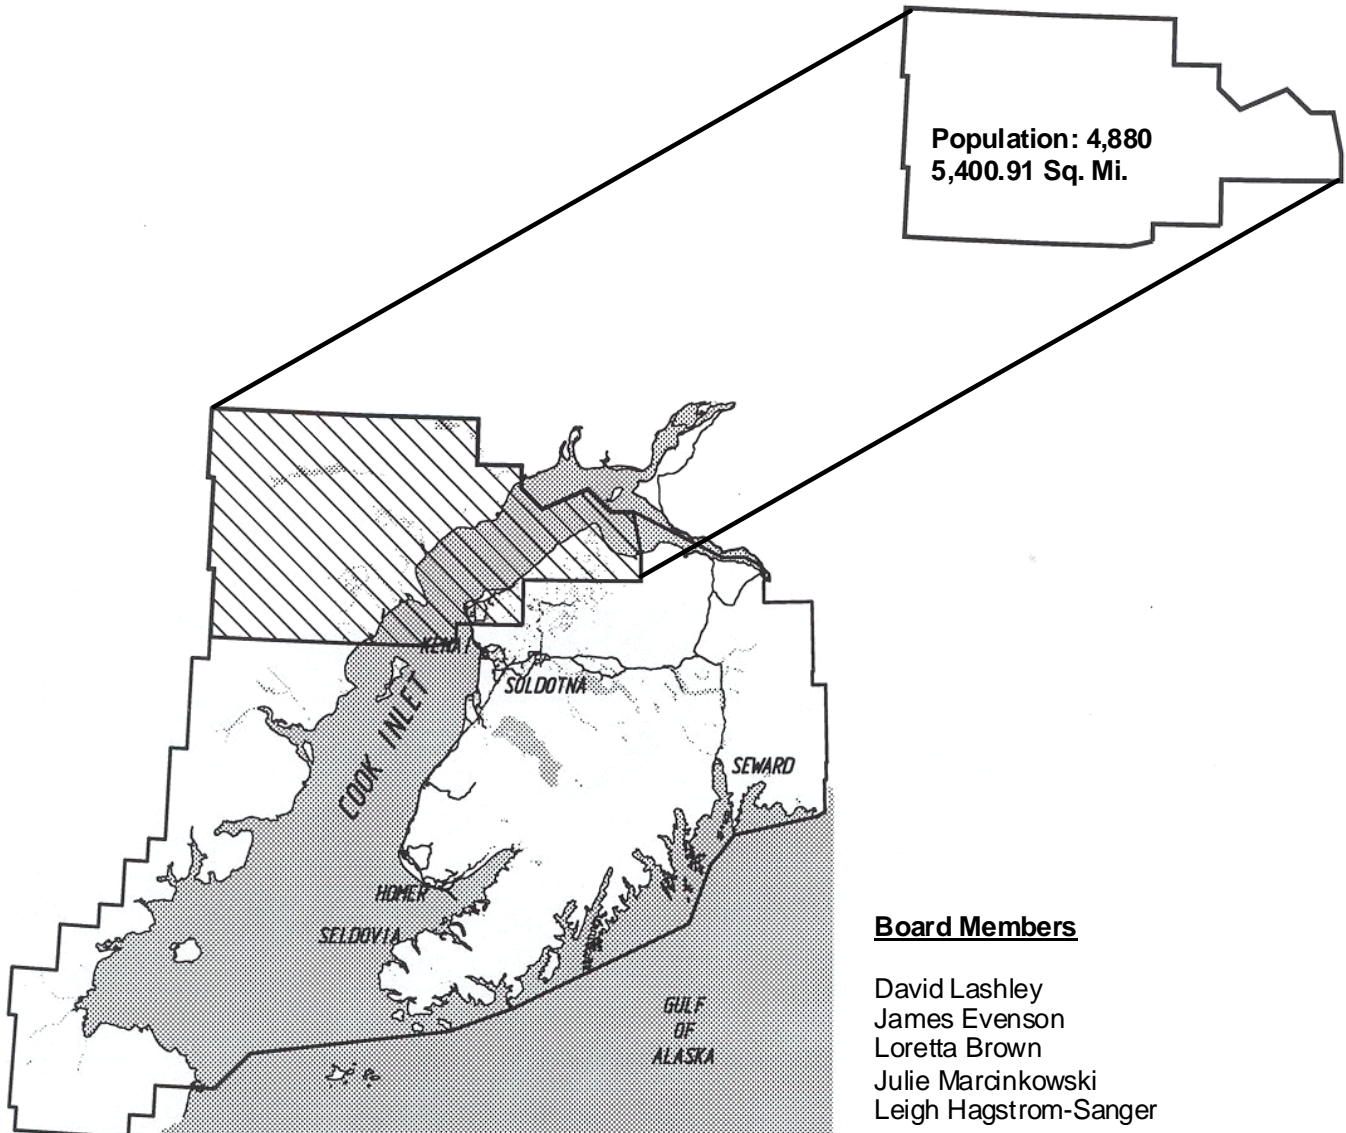 Population: 4,880
5,400.91 Sq. Mi.
KENAI
SOLDOTNA
COOK INLET
SEWARD
HOMER
SELDOVIA
GULF
OF
ALASKA
Board Members
David Lashley
James Evenson
Loretta Brown
Julie Marcinkowski
Leigh Hagstrom-Sanger